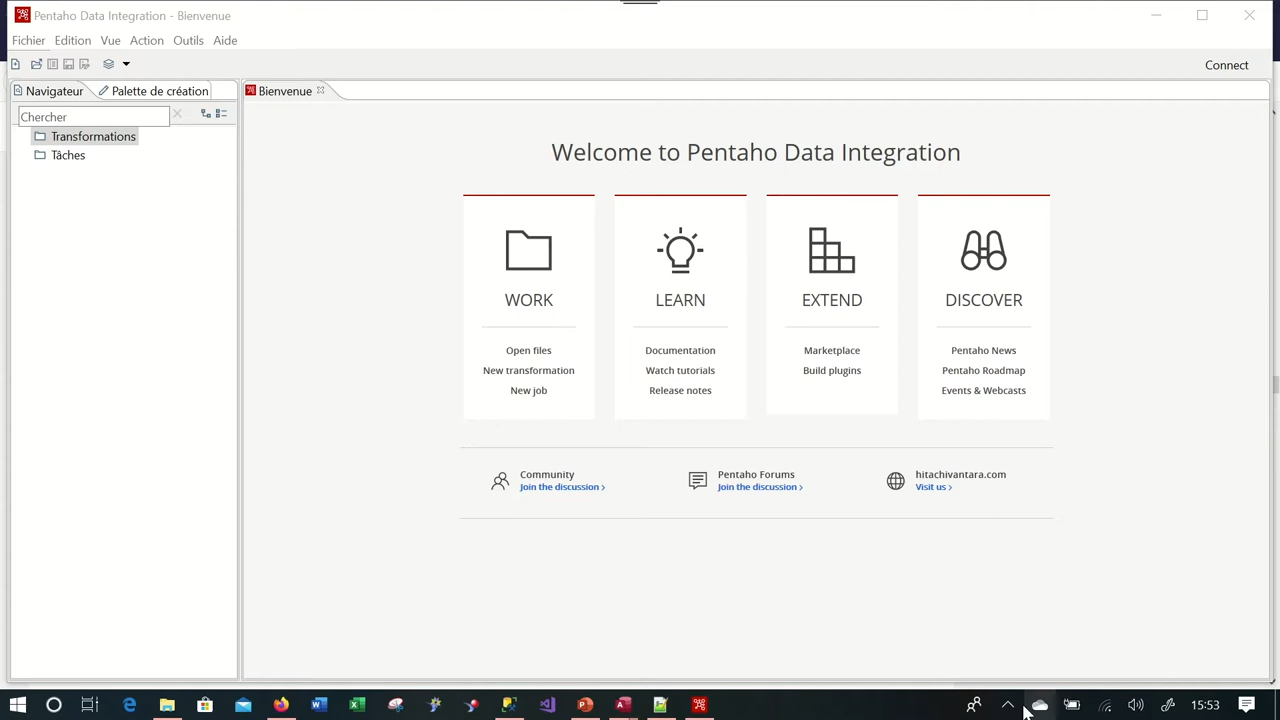 Pentaho Data Integration - Bienvenue
Fichier Edition Vue Action Outils Aide
Connect
Navigateur Palette de création Bienvenue
Chercher
Transformations
Tâches
Welcome to Pentaho Data Integration
WORK LEARN EXTEND DISCOVER
Open files Documentation Marketplace Pentaho News
New transformation Watch tutorials Build plugins Pentaho Roadmap
New job Release notes Events & Webcasts
Community Pentaho Forums hitachivantara.com
Join the discussion > Join the discussion > Visit us >
15:53